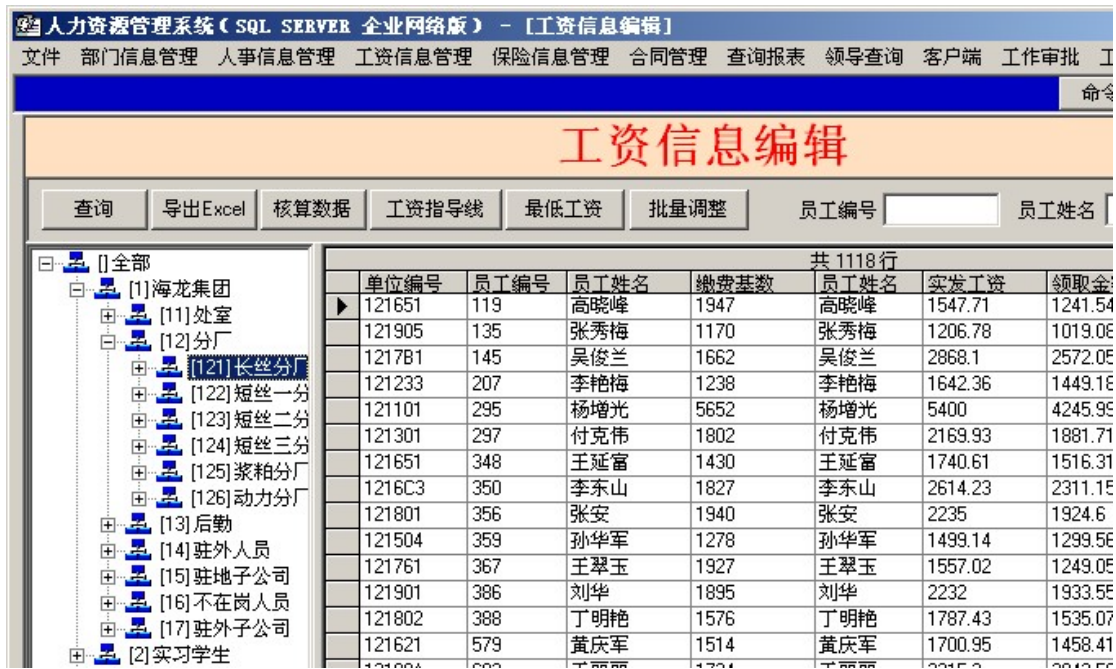 人力资源管理系统(SQL SERVER 企业网络版) - [工资信息编辑]
文件 部门信息管理 人事信息管理 工资信息管理 保险信息管理 合同管理 查询报表 领导查询 客户端 工作审批
命令
工资信息编辑
查询 导出Excel 核算数据 工资指导线 最低工资 批量调整 员工编号 员工姓名
[]全部
[1]海龙集团
[11]处室
[12]分厂
[121]长丝分厂
[122]短丝一分
[123]短丝二分
[124]短丝三分
[125]浆粕分厂
[126]动力分厂
[13]后勤
[14]驻外人员
[15]驻地子公司
[16]不在岗人员
[17]驻外子公司
[2]实习学生
共 1118 行
单位编号 员工编号 员工姓名 缴费基数 员工姓名 实发工资 领取金额
121651 119 高晓峰 1947 高晓峰 1547.71 1241.54
121905 135 张秀梅 1170 张秀梅 1206.78 1019.08
1217B1 145 吴俊兰 1662 吴俊兰 2868.1 2572.05
121233 207 李艳梅 1238 李艳梅 1642.36 1449.18
121101 295 杨增光 5652 杨增光 5400 4245.99
121301 297 付克伟 1802 付克伟 2169.93 1881.71
121651 348 王延富 1430 王延富 1740.61 1516.31
1216C3 350 李东山 1827 李东山 2614.23 2311.15
121801 356 张安 1940 张安 2235 1924.6
121504 359 孙华军 1278 孙华军 1499.14 1299.56
121761 367 王翠玉 1927 王翠玉 1557.02 1249.05
121901 386 刘华 1895 刘华 2232 1933.55
121802 388 丁明艳 1576 丁明艳 1787.43 1535.07
121621 579 黄庆军 1514 黄庆军 1700.95 1458.41